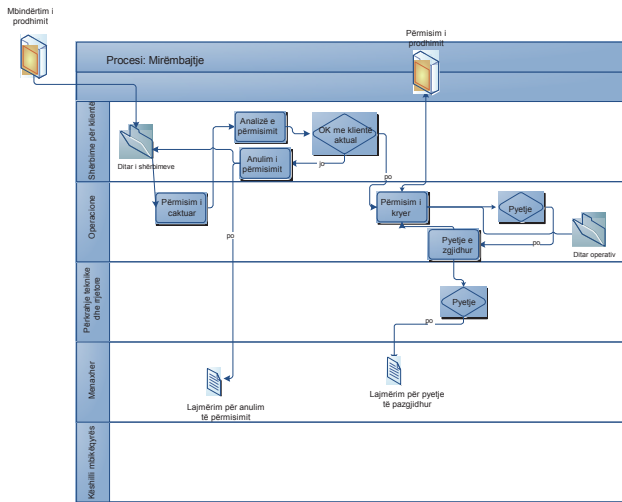 Mbindërtim i
prodhimit
Përmisim i
prodhimit
Procesi: Mirëmbajtje
Shërbime për klientë
Ditar i shërbimeve
Analizë e
përmisimit
OK me klientë
aktual
Anulim i
përmisimit
jo
po
Operacione
Përmisim i
caktuar
Përmisim i
kryer
Pyetje
Pyetje e
zgjidhur
po
Ditar operativ
po
Përkrahje teknike
dhe rrjetore
Pyetje
po
Menaxher
Lajmërim për anulim
të përmisimit
Lajmërim për pyetje
të pazgjidhur
Këshilli mbikëqyrës